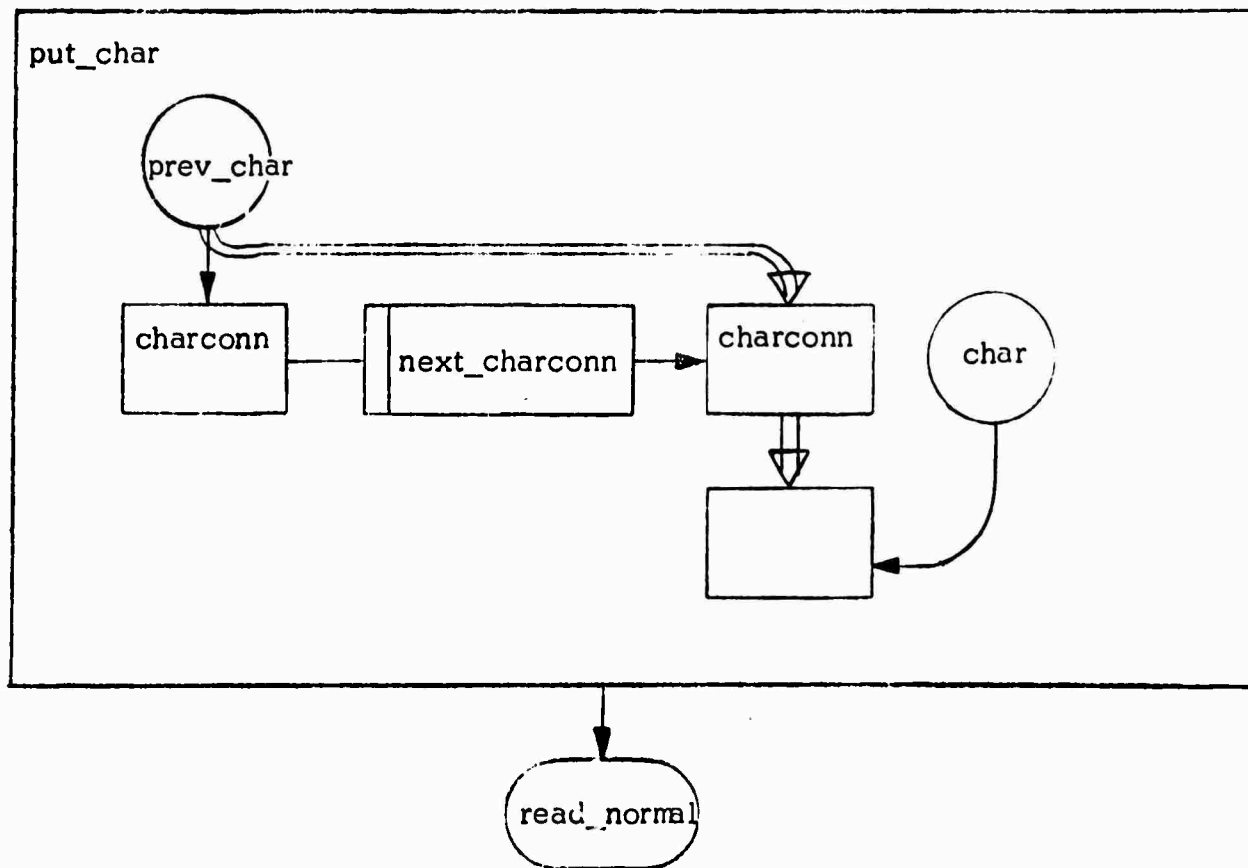 put_char
prev_char
charconn
next_charconn
charconn
char
read_normal